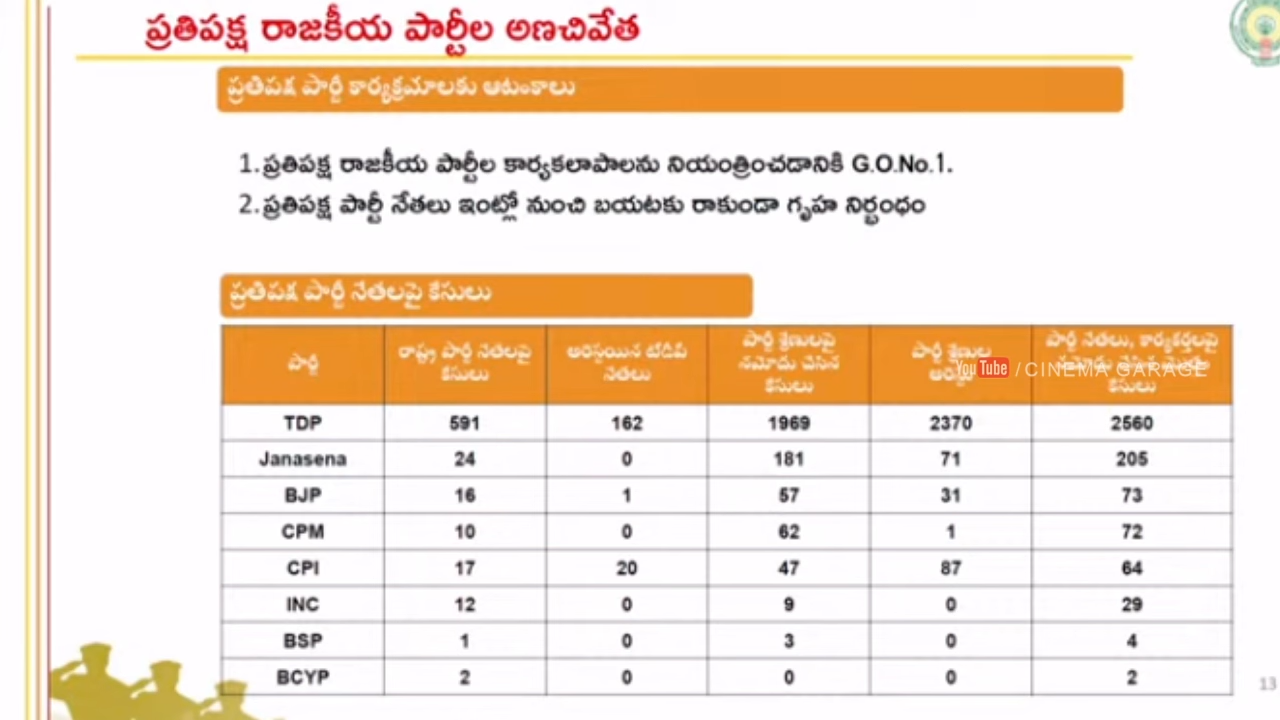 ప్రతిపక్ష రాజకీయ పార్టీల అణచివేత
ప్రతిపక్ష పార్టీ కార్యక్రమాలకు ఆటంకాలు
1. ప్రతిపక్ష రాజకీయ పార్టీల కార్యకలాపాలను నియంత్రించడానికి G.O.No.1.
2. ప్రతిపక్ష పార్టీ నేతలు ఇంట్లో నుంచి బయటకు రాకుండా గృహ నిర్బంధం
ప్రతిపక్ష పార్టీ నేతలపై కేసులు
పార్టీ రాష్ట్ర పార్టీ నేతలపై కేసులు అరెస్టయిన టీడీపీ నేతలు పార్టీ శ్రేణులపై నమోదు చేసిన కేసులు పార్టీ శ్రేణుల పార్టీ నేతలు, కార్యకర్తలపై నమోదు చేసిన కేసులు
YouTube /CINEMA GARAGE
TDP 591 162 1969 2370 2560
Janasena 24 0 181 71 205
BJP 16 1 57 31 73
CPM 10 0 62 1 72
CPI 17 20 47 87 64
INC 12 0 9 0 29
BSP 1 0 3 0 4
BCYP 2 0 0 0 2
13